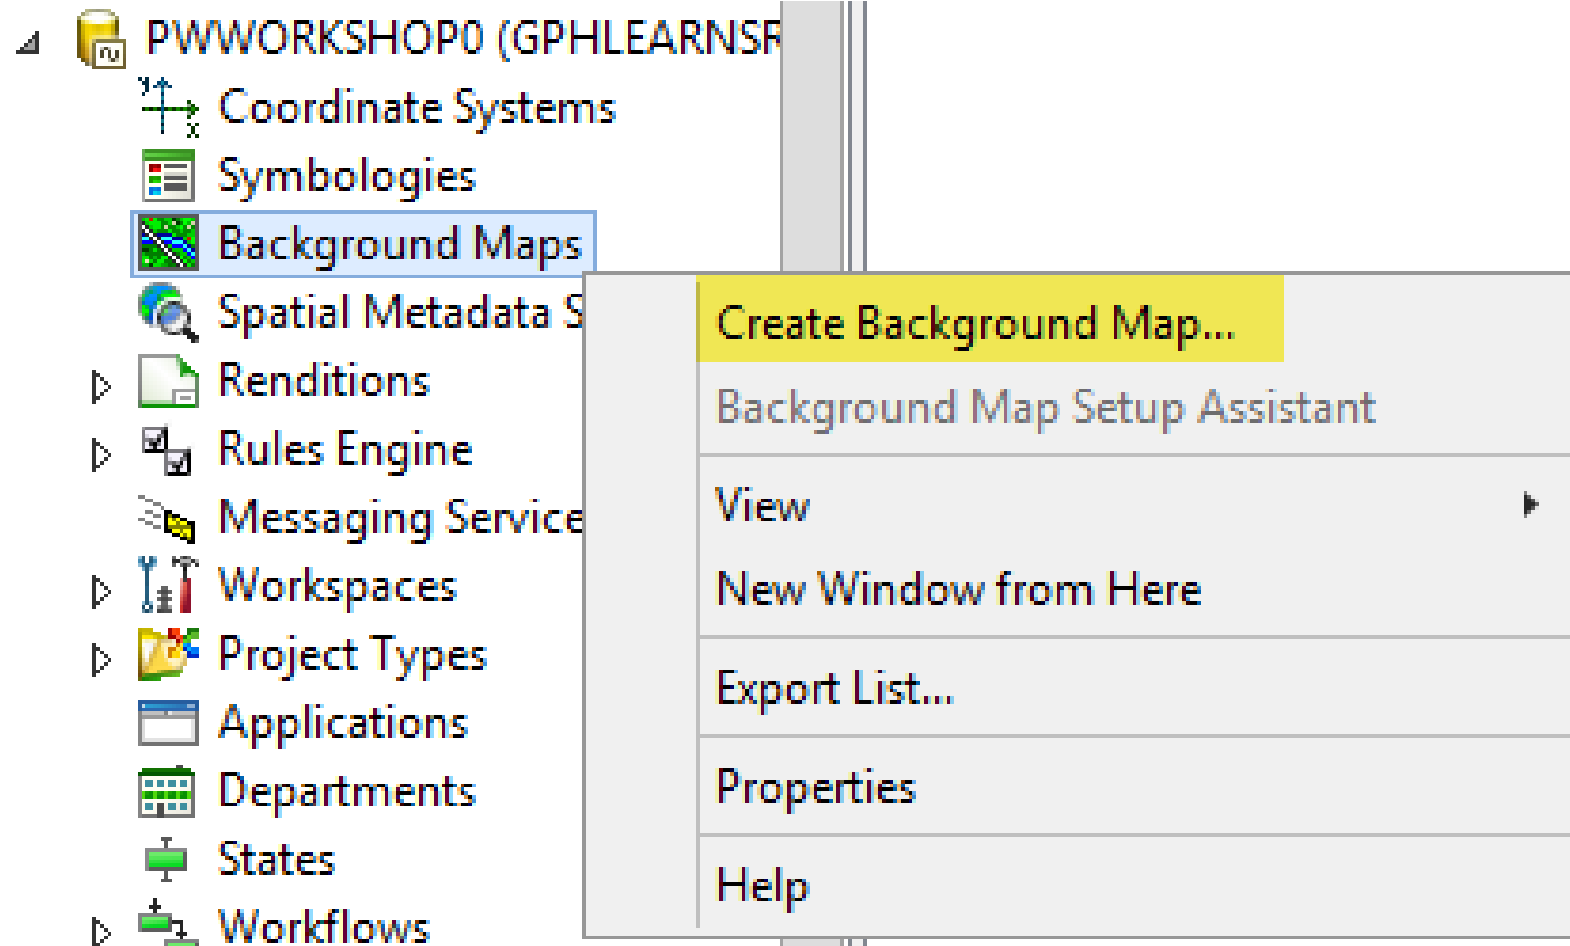 PWWORKSHOP0 (GPHLEARNSR
Coordinate Systems
Symbologies
Background Maps
Spatial Metadata S
Renditions
Rules Engine
Messaging Service
Workspaces
Project Types
Applications
Departments
States
Workflows
Create Background Map...
Background Map Setup Assistant
View
New Window from Here
Export List...
Properties
Help